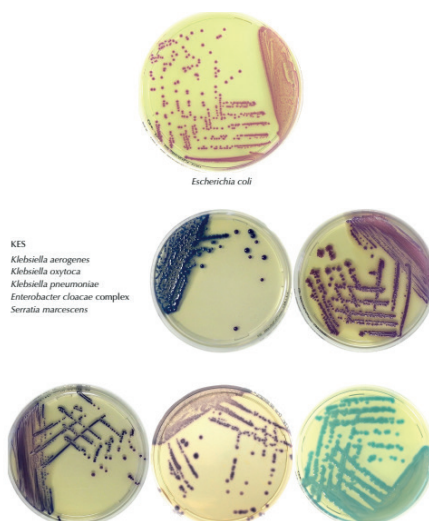 Escherichia coli
KES
Klebsiella aerogenes
Klebsiella oxytoca
Klebsiella pneumoniae
Enterobacter cloacae complex
Serratia marcescens